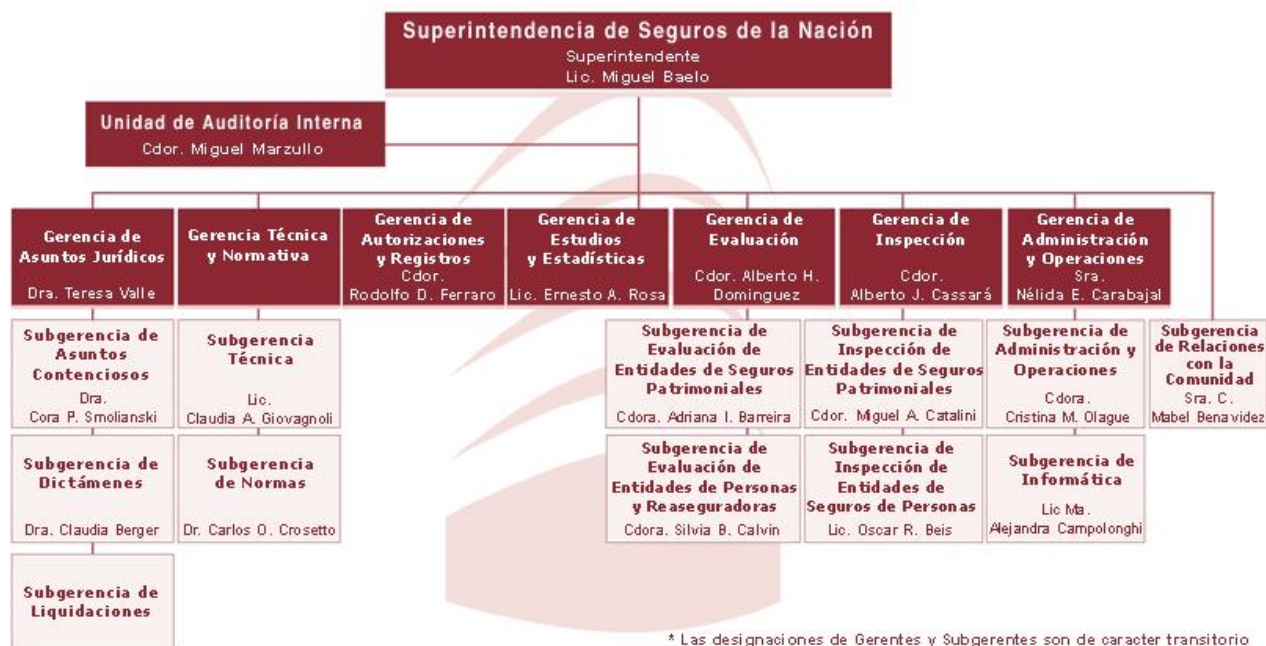 Superintendencia de Seguros de la Nación
Superintendente
Lic. Miguel Baelo
Unidad de Auditoría Interna
Cdor. Miguel Marzullo
Gerencia de
Asuntos Jurídicos
Dra. Teresa Valle
Gerencia Técnica
y Normativa
Gerencia de
Autorizaciones
y Registros
Cdor.
Rodolfo D. Ferraro
Gerencia de
Estudios
y Estadísticas
Lic. Ernesto A. Rosa
Gerencia de
Evaluación
Cdor. Alberto H.
Dominguez
Gerencia de
Inspección
Cdor.
Alberto J. Cassará
Gerencia de
Administración
y Operaciones
Sra.
Nélida E. Carabajal
Subgerencia de
Asuntos
Contenciosos
Dra.
Cora P. Smolianski
Subgerencia
Técnica
Lic.
Claudia A. Giovagnoli
Subgerencia de
Evaluación de
Entidades de Seguros
Patrimoniales
Cdora. Adriana I. Barreira
Subgerencia de
Inspección de
Entidades de Seguros
Patrimoniales
Cdor. Miguel A. Catalini
Subgerencia de
Administración y
Operaciones
Cdora.
Cristina M. Olague
Subgerencia
de Relaciones
con la
Comunidad
Sra. C.
Mabel Benavidez
Subgerencia de
Dictámenes
Dra. Claudia Berger
Subgerencia
de Normas
Dr. Carlos O. Crosetto
Subgerencia de
Evaluación de
Entidades de Personas
y Reaseguradoras
Cdora. Silvia B. Calvin
Subgerencia de
Inspección de
Entidades de
Seguros de Personas
Lic. Oscar R. Beis
Subgerencia de
Informática
Lic Ma.
Alejandra Campolonghi
Subgerencia de
Liquidaciones
* Las designaciones de Gerentes y Subgerentes son de caracter transitorio